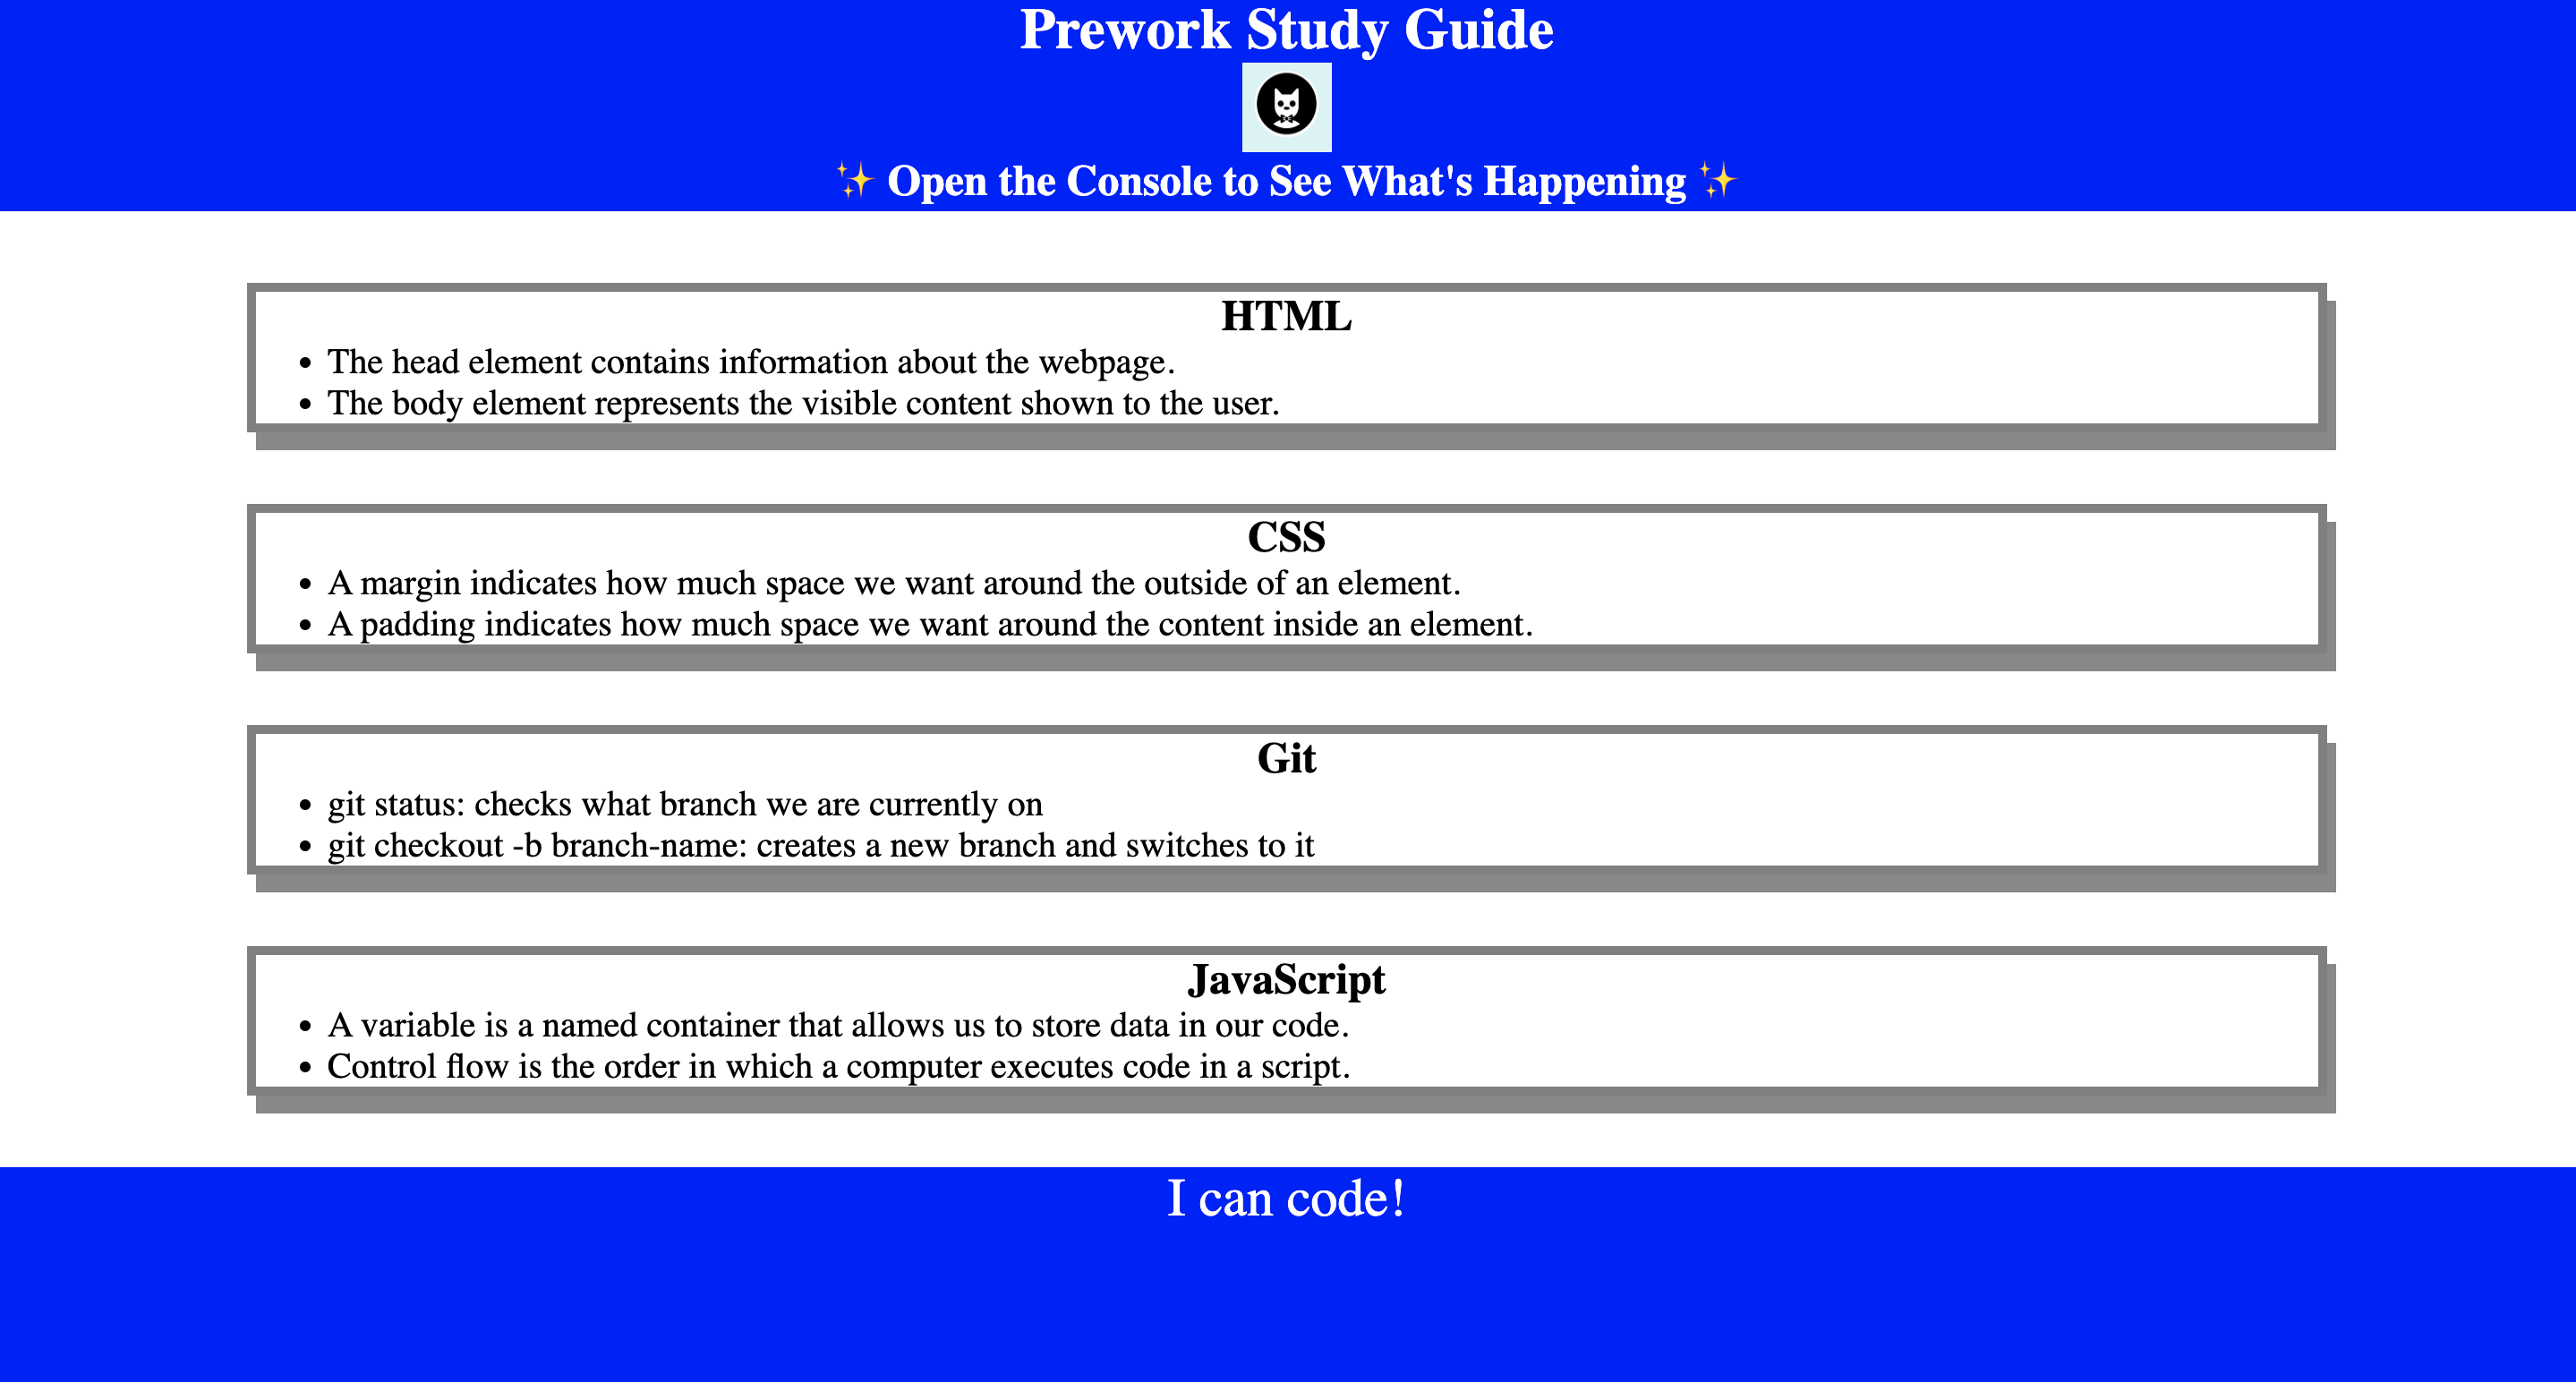 Prework Study Guide
✨ Open the Console to See What's Happening ✨
HTML
• The head element contains information about the webpage.
• The body element represents the visible content shown to the user.
CSS
• A margin indicates how much space we want around the outside of an element.
• A padding indicates how much space we want around the content inside an element.
Git
• git status: checks what branch we are currently on
• git checkout -b branch-name: creates a new branch and switches to it
JavaScript
• A variable is a named container that allows us to store data in our code.
• Control flow is the order in which a computer executes code in a script.
I can code!